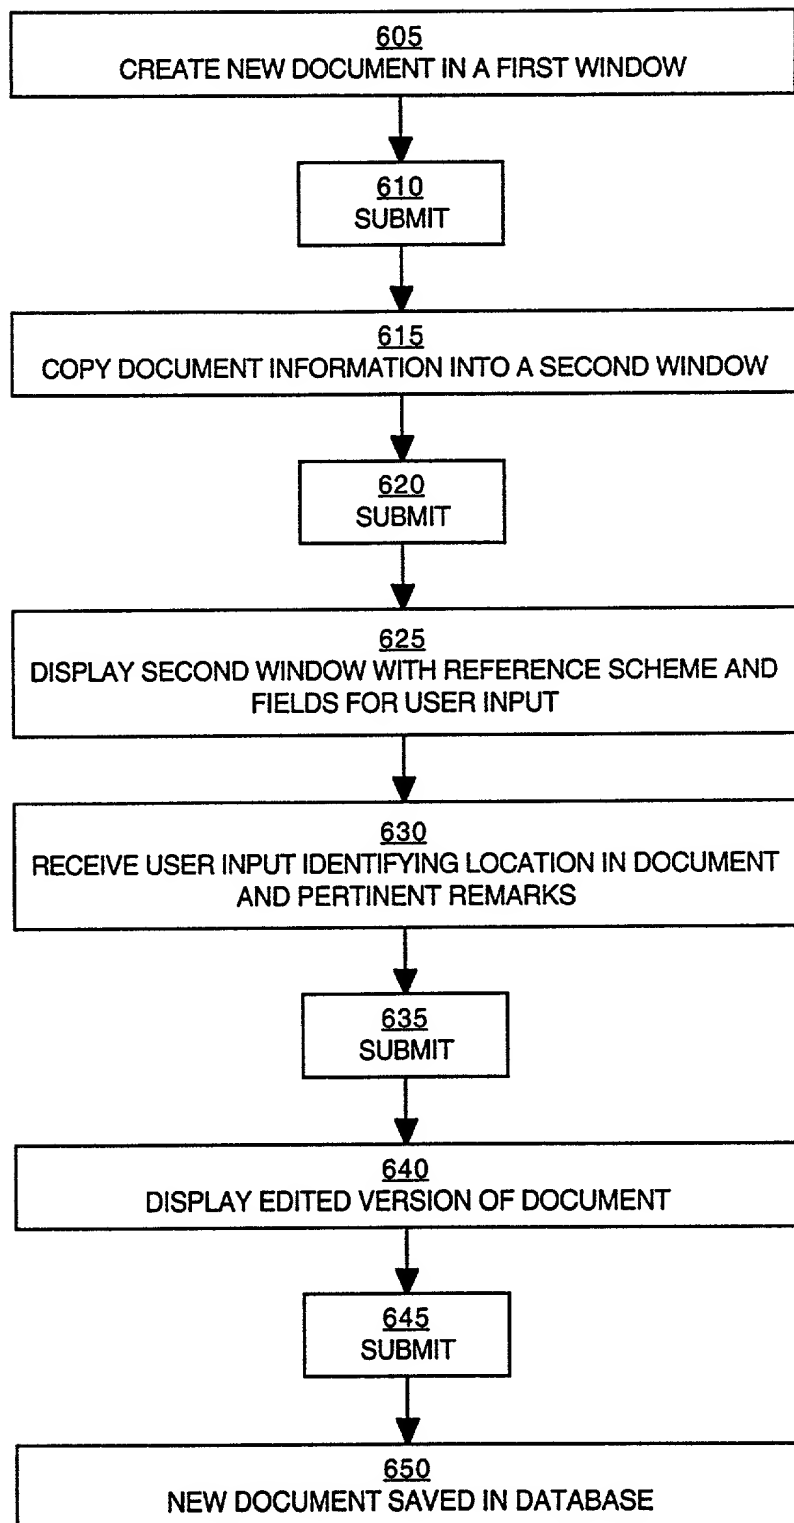 605
CREATE NEW DOCUMENT IN A FIRST WINDOW
610
SUBMIT
615
COPY DOCUMENT INFORMATION INTO A SECOND WINDOW
620
SUBMIT
625
DISPLAY SECOND WINDOW WITH REFERENCE SCHEME AND
FIELDS FOR USER INPUT
630
RECEIVE USER INPUT IDENTIFYING LOCATION IN DOCUMENT
AND PERTINENT REMARKS
635
SUBMIT
640
DISPLAY EDITED VERSION OF DOCUMENT
645
SUBMIT
650
NEW DOCUMENT SAVED IN DATABASE